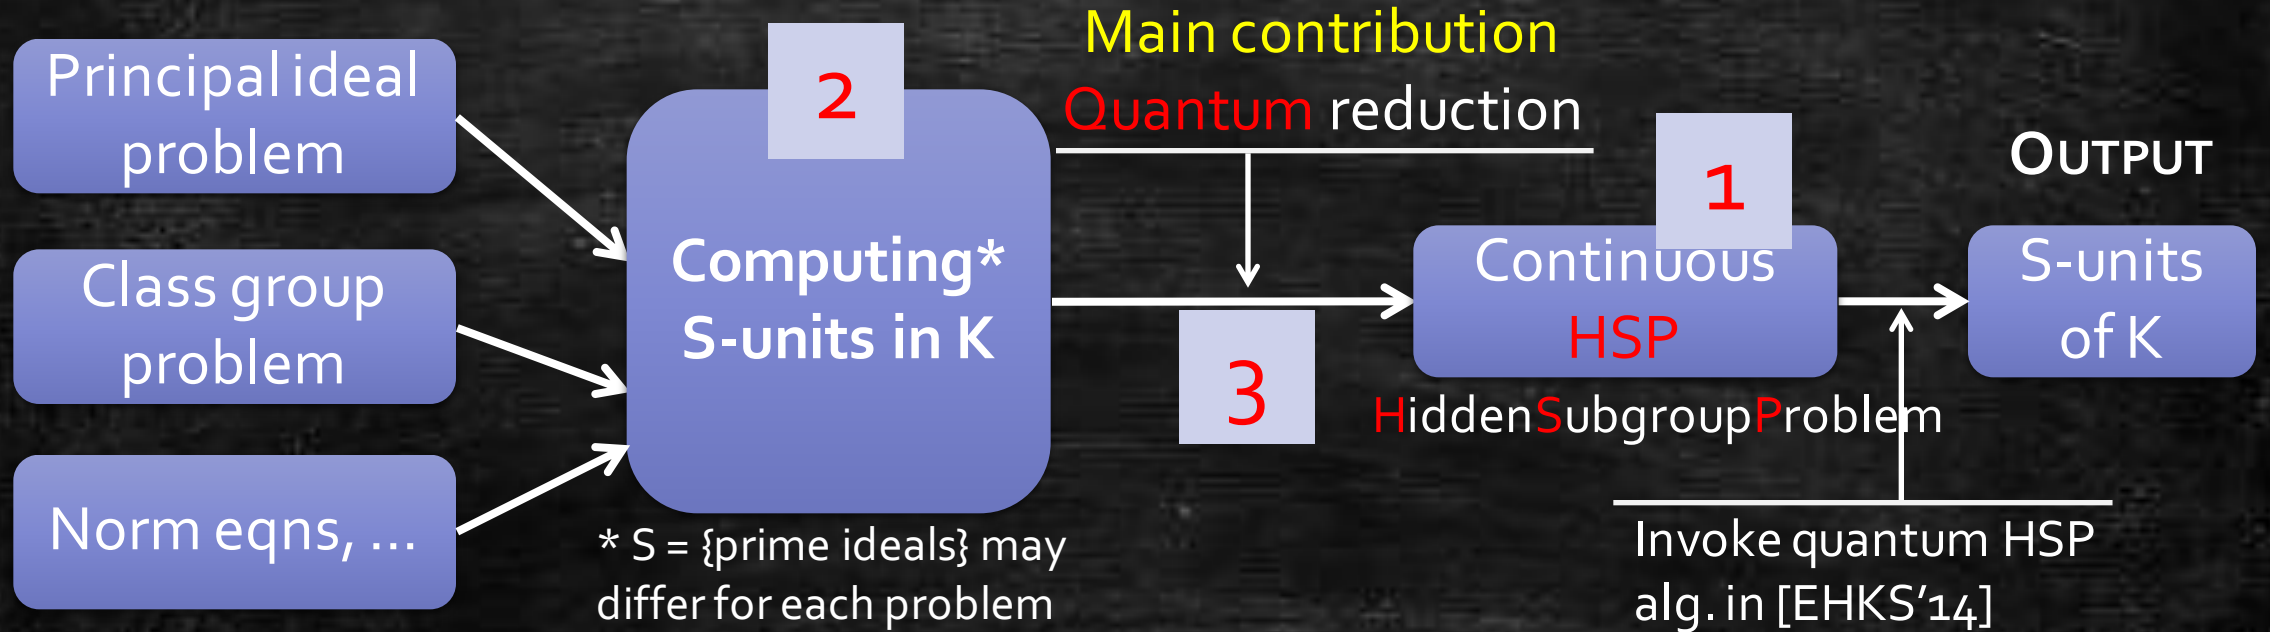 Principal ideal
problem
Class group
problem
Norm eqns, ...
2
Computing*
S-units in K
* S = {prime ideals} may
differ for each problem
Main contribution
Quantum reduction
3
1
Continuous
HSP
HiddenSubgroupProblem
OUTPUT
S-units
of K
Invoke quantum HSP
alg. in [EHKS’14]